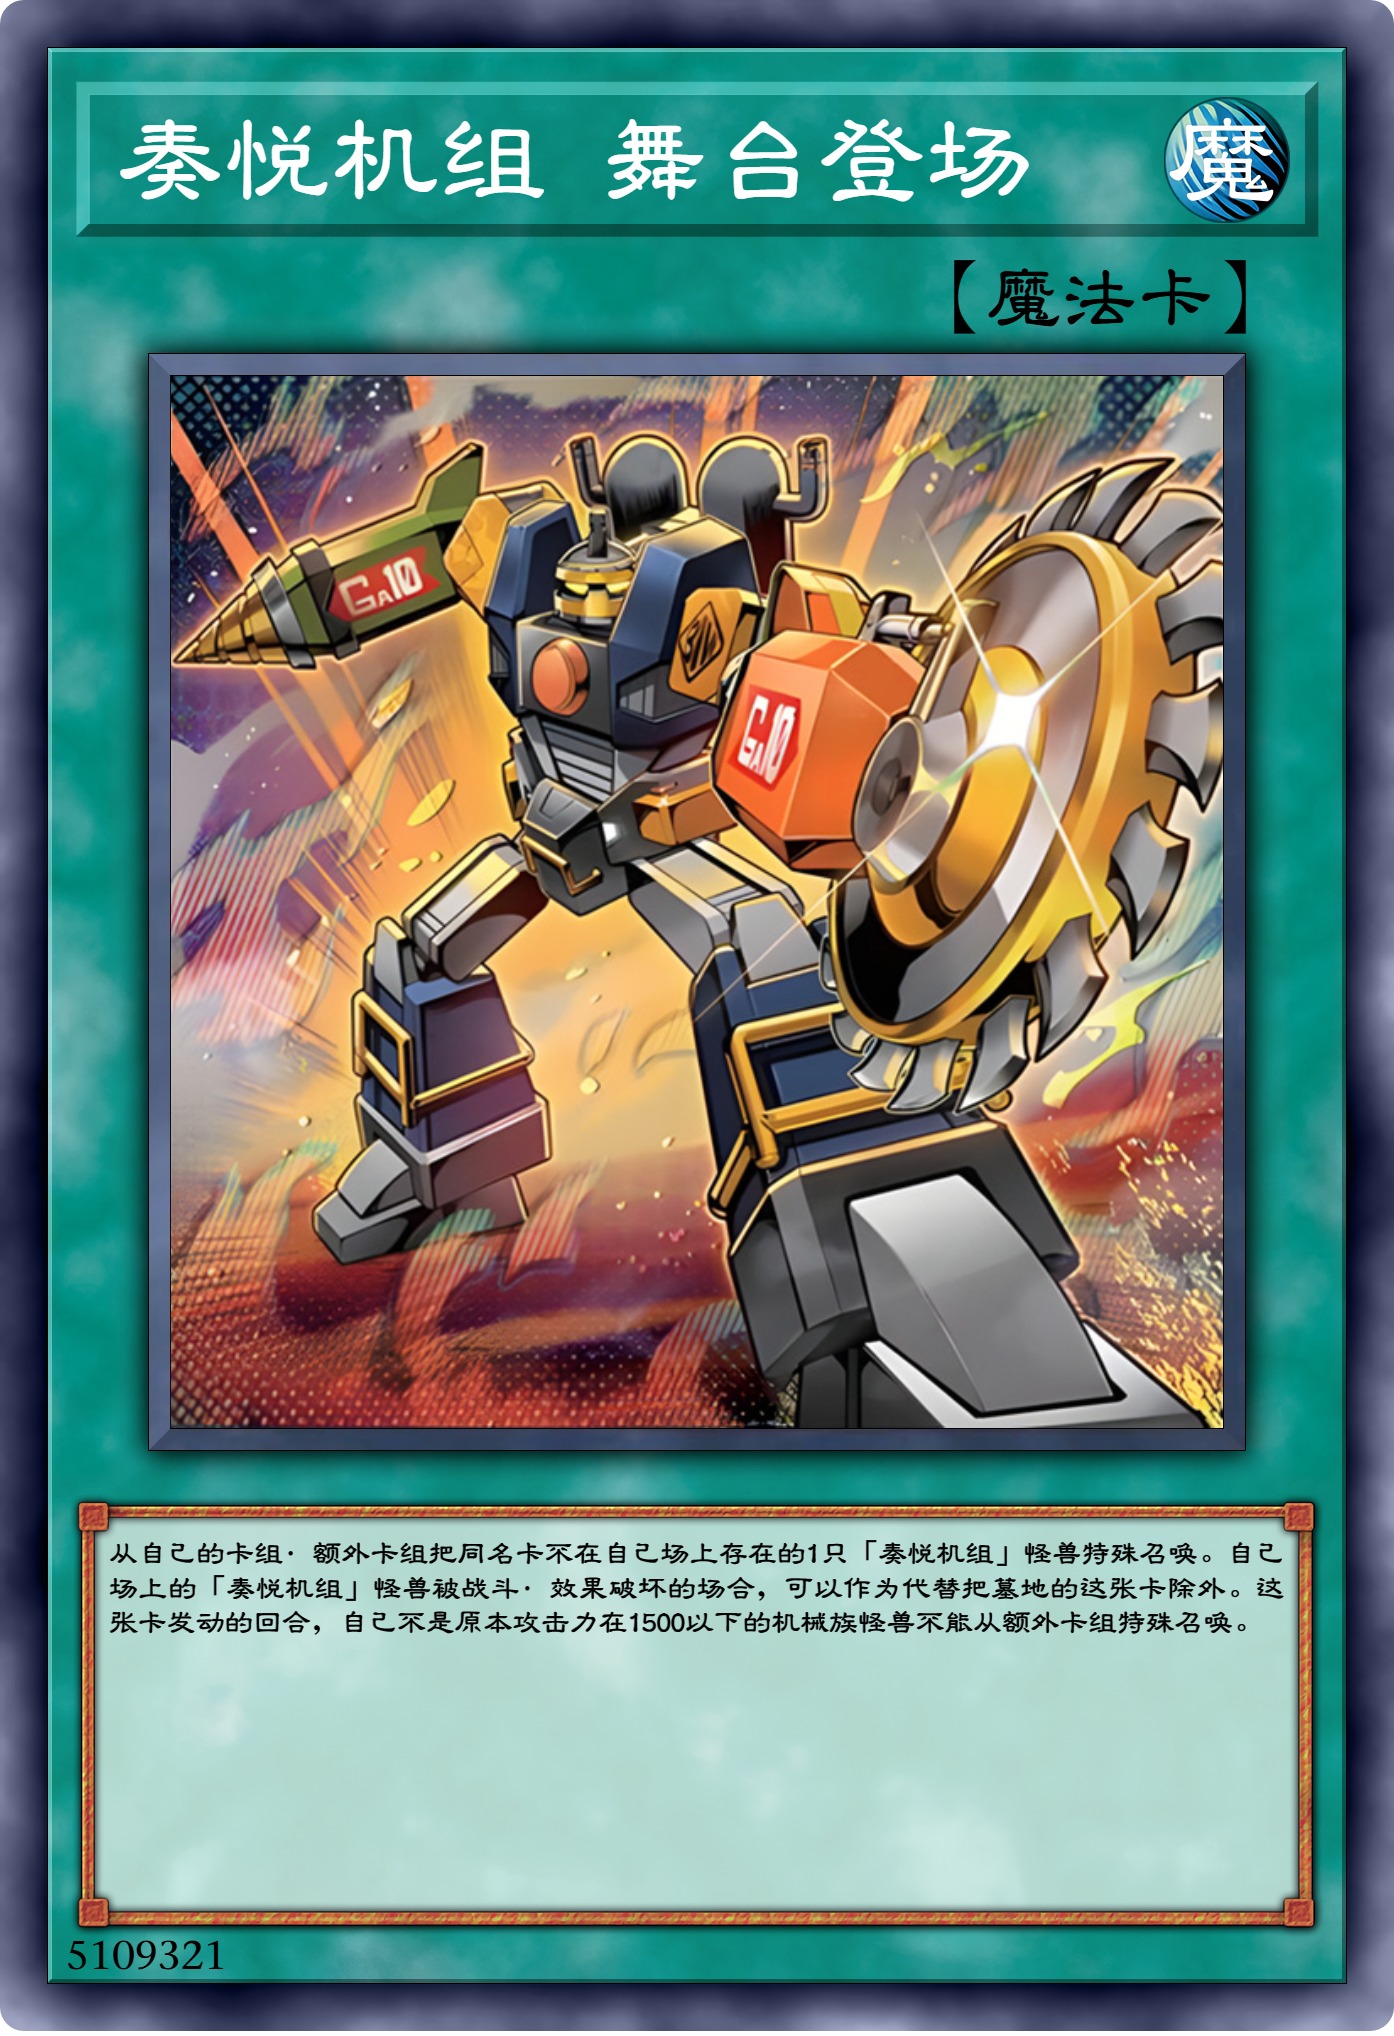 奏悦机组 舞台登场 魔
【魔法卡】
GA10
GA10
从自己的卡组·额外卡组把同名卡不在自己场上存在的1只「奏悦机组」怪兽特殊召唤。自己
场上的「奏悦机组」怪兽被战斗·效果破坏的场合，可以作为代替把墓地的这张卡除外。这
张卡发动的回合，自己不是原本攻击力在1500以下的机械族怪兽不能从额外卡组特殊召唤。
5109321